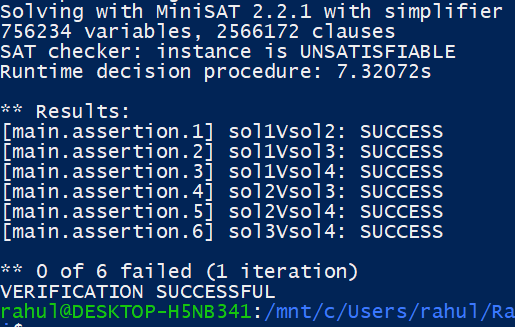 Solving with MiniSAT 2.2.1 with simplifier
756234 variables, 2566172 clauses
SAT checker: instance is UNSATISFIABLE
Runtime decision procedure: 7.32072s
** Results:
[main.assertion.1] sol1Vsol2: SUCCESS
[main.assertion.2] sol1Vsol3: SUCCESS
[main.assertion.3] sol1Vsol4: SUCCESS
[main.assertion.4] sol2Vsol3: SUCCESS
[main.assertion.5] sol2Vsol4: SUCCESS
[main.assertion.6] sol3Vsol4: SUCCESS
** 0 of 6 failed (1 iteration)
VERIFICATION SUCCESSFUL
rahul@DESKTOP-H5NB341:/mnt/c/Users/rahul/Ra